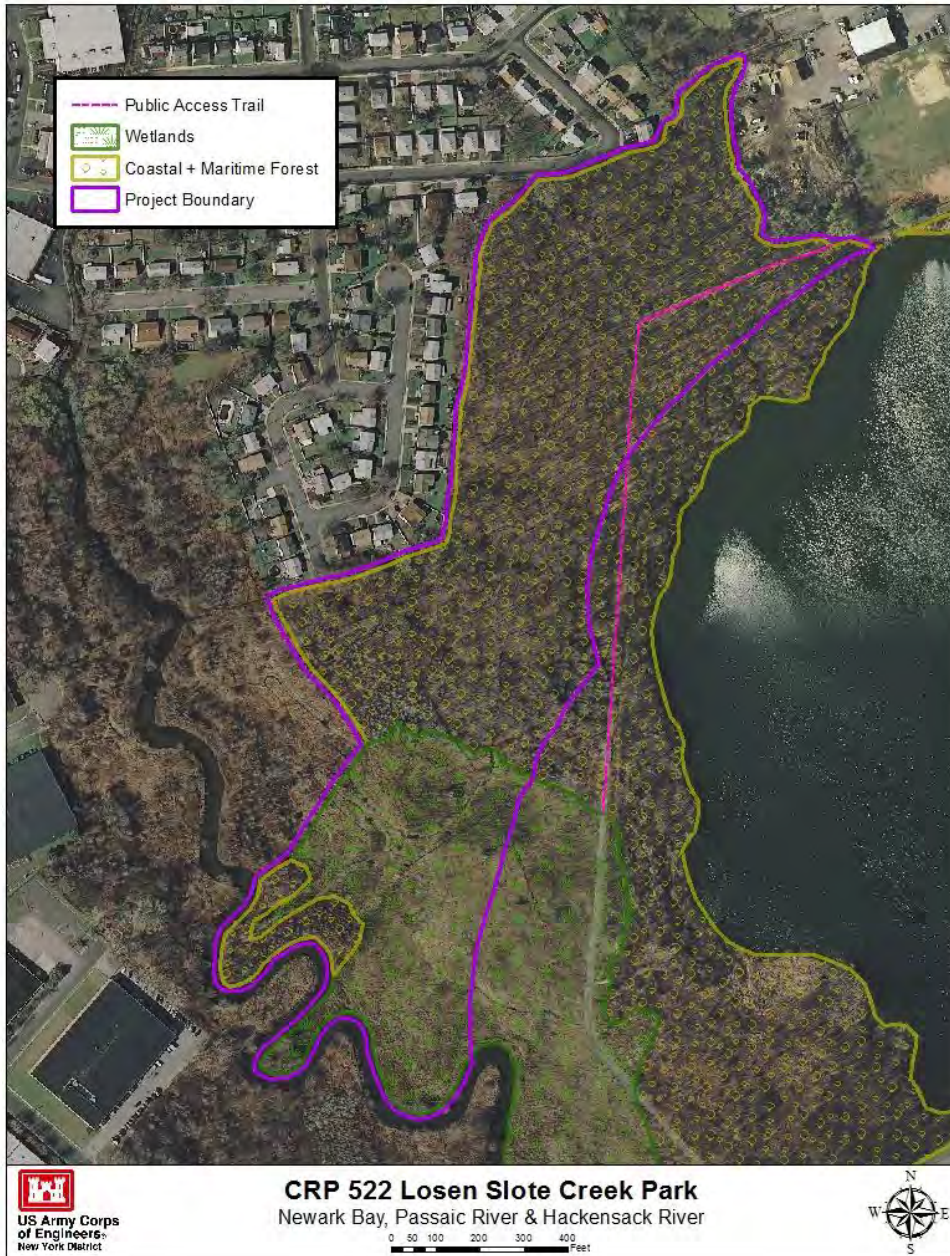 Public Access Trail
Wetlands
Coastal + Maritime Forest
Project Boundary
US Army Corps
of Engineers®
New York District
CRP 522 Losen Slote Creek Park
Newark Bay, Passaic River & Hackensack River
0 50 100 200 300 400
Feet
N
W E
S